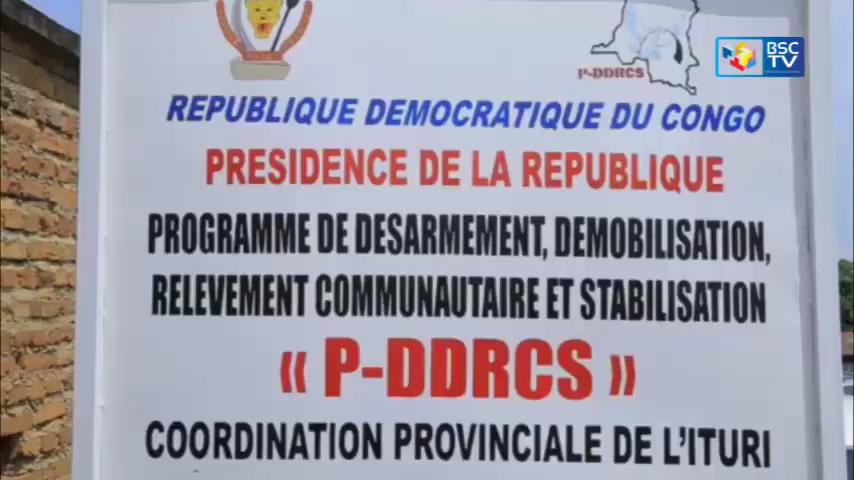 P-DDRCS
BSC
TV
REPUBLIQUE DEMOCRATIQUE DU CONGO
PRESIDENCE DE LA REPUBLIQUE
PROGRAMME DE DESARMEMENT, DEMOBILISATION,
RELEVEMENT COMMUNAUTAIRE ET STABILISATION
« P-DDRCS »
COORDINATION PROVINCIALE DE L'ITURI